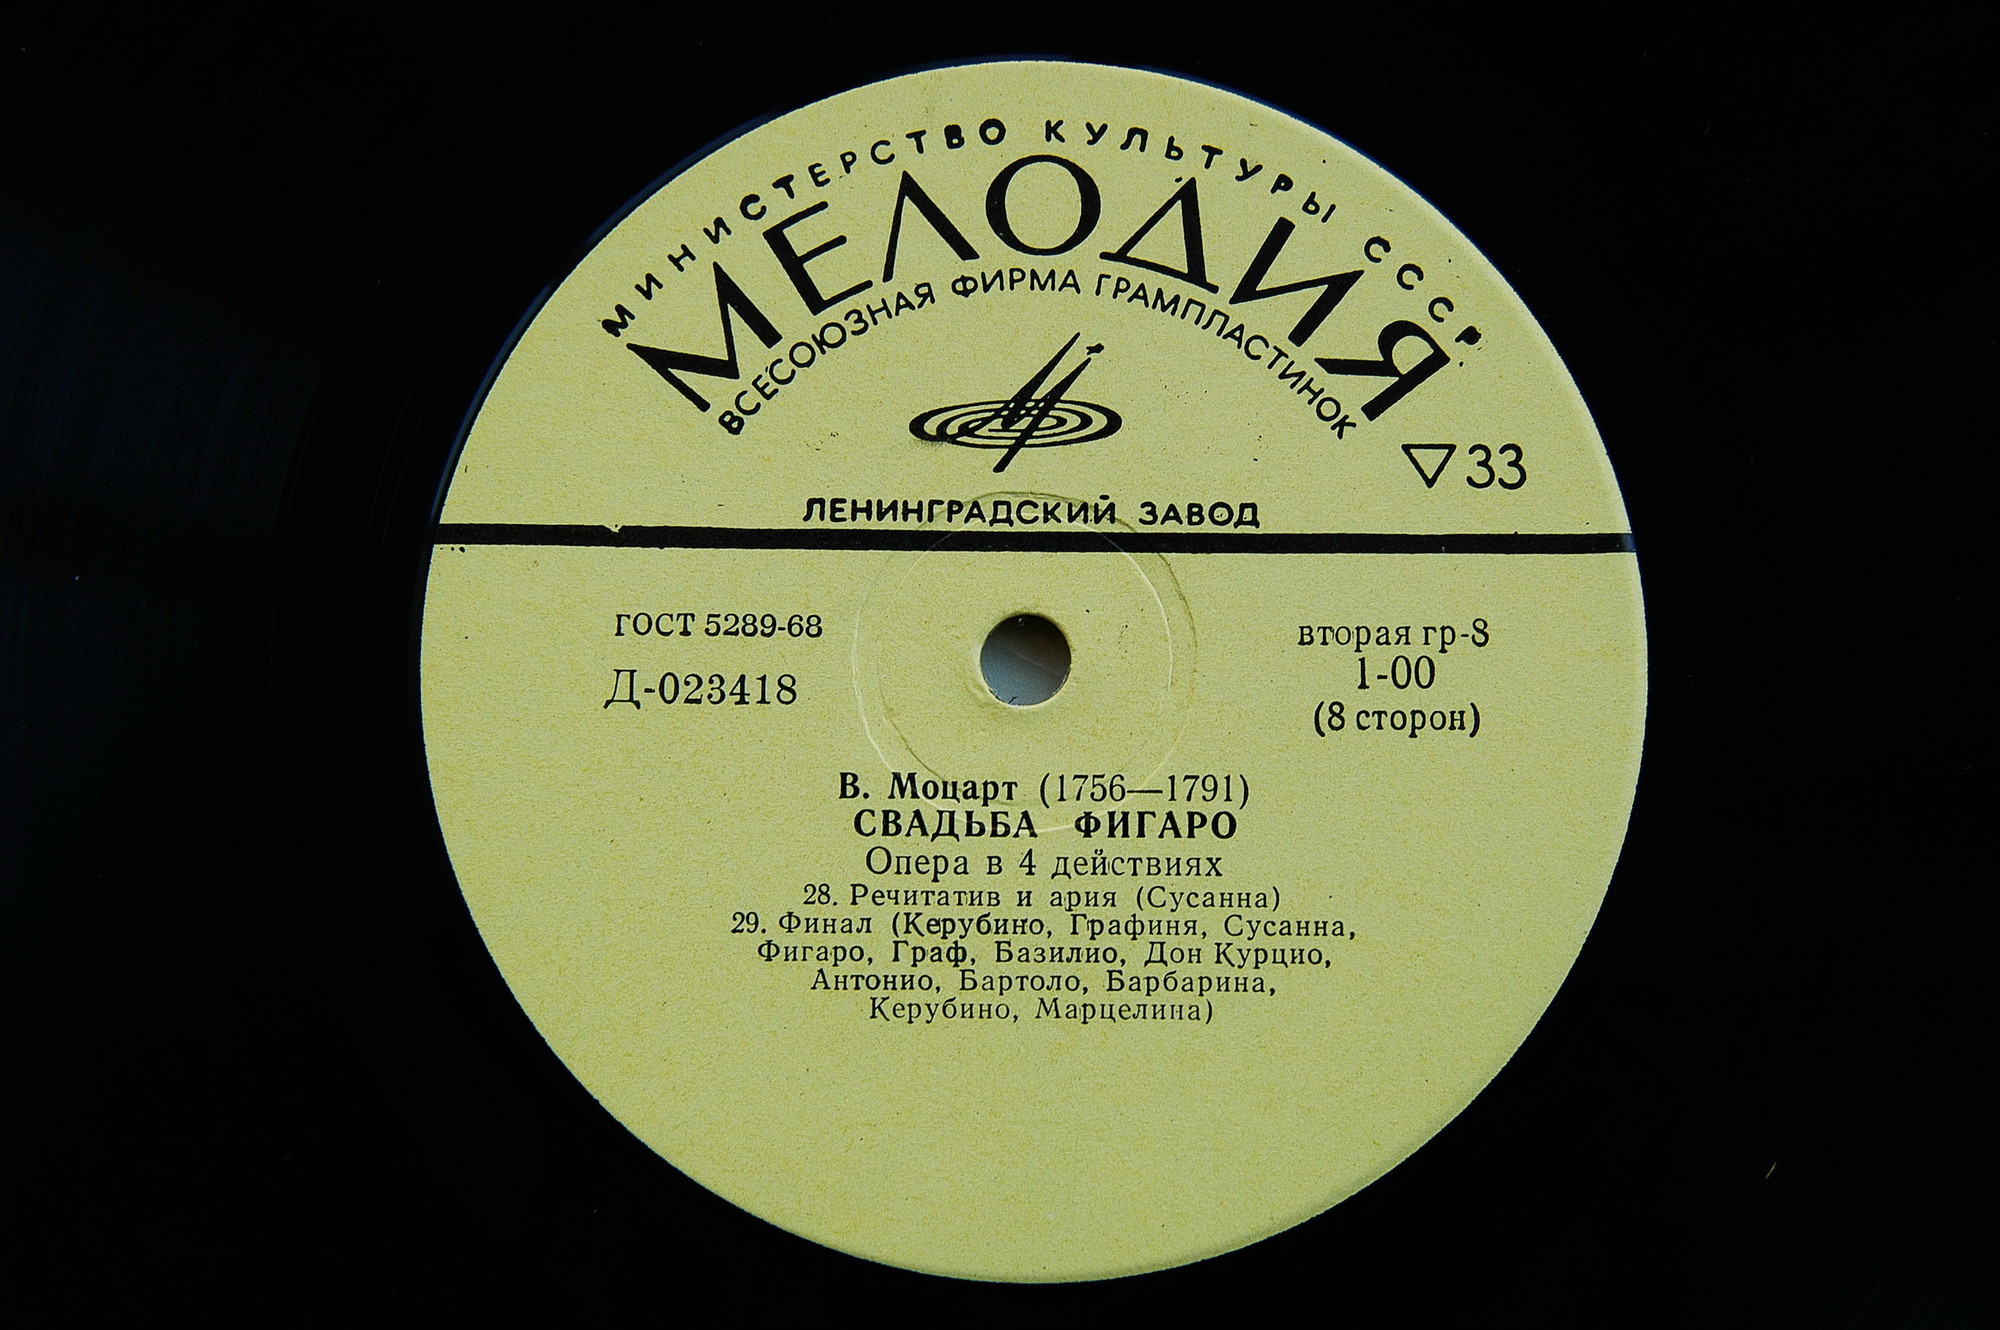 МИНИСТЕРСТВО КУЛЬТУРЫ СССР
МЕЛОДИЯ
ВСЕСОЮЗНАЯ ФИРМА ГРАМПЛАСТИНОК
33
ЛЕНИНГРАДСКИЙ ЗАВОД
ГОСТ 5289-68
Д-023418
вторая гр-8
1-00
(8 сторон)
В. Моцарт (1756—1791)
СВАДЬБА ФИГАРО
Опера в 4 действиях
28. Речитатив и ария (Сусанна)
29. Финал (Керубино, Графиня, Сусанна,
Фигаро, Граф, Базилио, Дон Курцио,
Антонио, Бартоло, Барбарина,
Керубино, Марцелина)